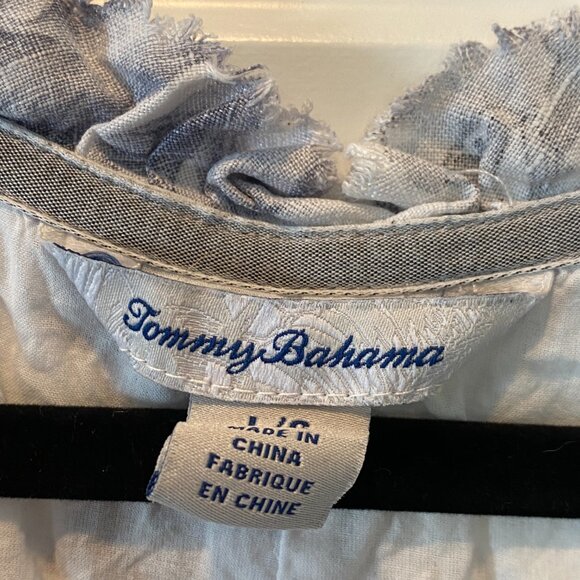 Tommy Bahama
MADE IN
CHINA
FABRIQUE
EN CHINE